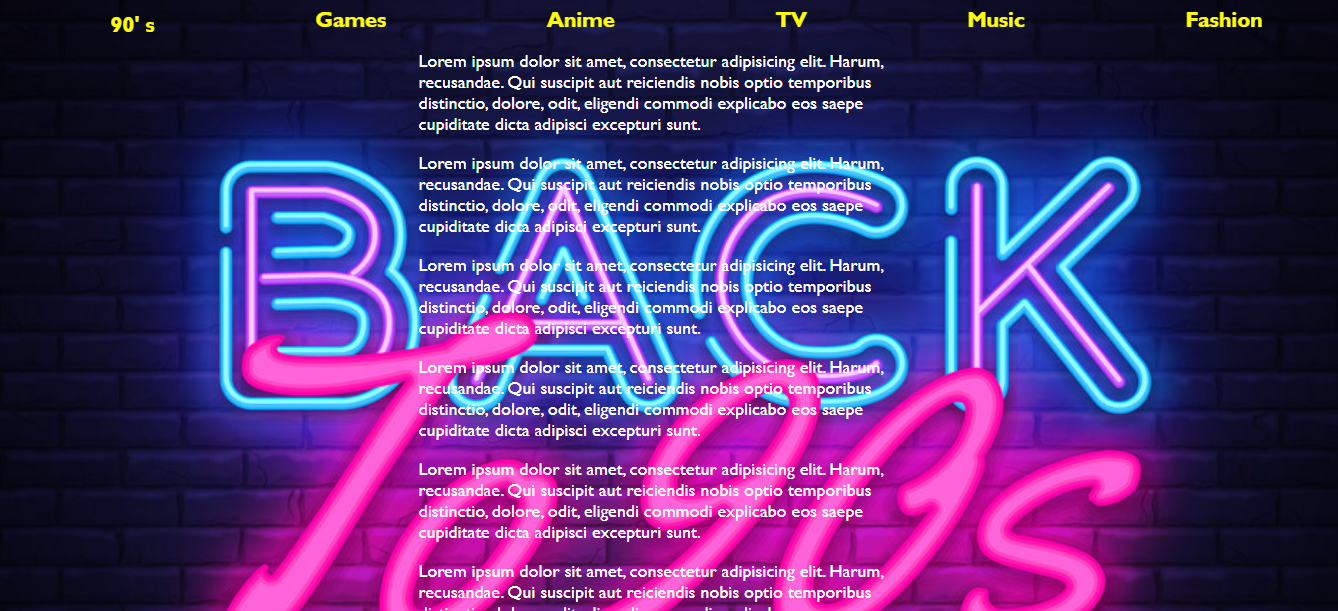 90' s Games Anime TV Music Fashion
Lorem ipsum dolor sit amet, consectetur adipisicing elit. Harum,
recusandae. Qui suscipit aut reiciendis nobis optio temporibus
distinctio, dolore, odit, eligendi commodi explicabo eos saepe
cupiditate dicta adipisci excepturi sunt.
Lorem ipsum dolor sit amet, consectetur adipisicing elit. Harum,
recusandae. Qui suscipit aut reiciendis nobis optio temporibus
distinctio, dolore, odit, eligendi commodi explicabo eos saepe
cupiditate dicta adipisci excepturi sunt.
Lorem ipsum dolor sit amet, consectetur adipisicing elit. Harum,
recusandae. Qui suscipit aut reiciendis nobis optio temporibus
distinctio, dolore, odit, eligendi commodi explicabo eos saepe
cupiditate dicta adipisci excepturi sunt.
Lorem ipsum dolor sit amet, consectetur adipisicing elit. Harum,
recusandae. Qui suscipit aut reiciendis nobis optio temporibus
distinctio, dolore, odit, eligendi commodi explicabo eos saepe
cupiditate dicta adipisci excepturi sunt.
Lorem ipsum dolor sit amet, consectetur adipisicing elit. Harum,
recusandae. Qui suscipit aut reiciendis nobis optio temporibus
distinctio, dolore, odit, eligendi commodi explicabo eos saepe
cupiditate dicta adipisci excepturi sunt.
Lorem ipsum dolor sit amet, consectetur adipisicing elit. Harum,
recusandae. Qui suscipit aut reiciendis nobis optio temporibus
BACK
To 90s